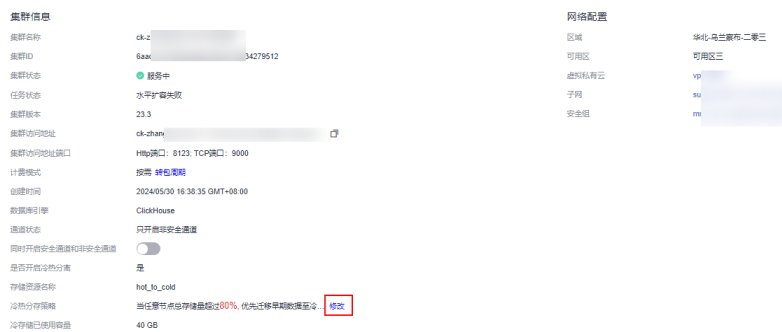 集群信息
集群名称 ck-z
集群ID 6aa 34279512
集群状态 服务中
任务状态 水平扩容失败
集群版本 23.3
集群访问地址 ck-zhan
集群访问地址端口 Http端口：8123; TCP端口：9000
计费模式 按需 转包周期
创建时间 2024/05/30 16:38:35 GMT+08:00
数据库引擎 ClickHouse
通道状态 只开启非安全通道
同时开启安全通道和非安全通道
是否开启冷热分离 是
存储资源名称 hot_to_cold
冷热分存策略 当任意节点总存储量超过80%, 优先迁移早期数据至冷... 修改
冷存储已使用容量 40 GB
网络配置
区域 华北-乌兰察布-二零三
可用区 可用区三
虚拟私有云 vp
子网 su
安全组